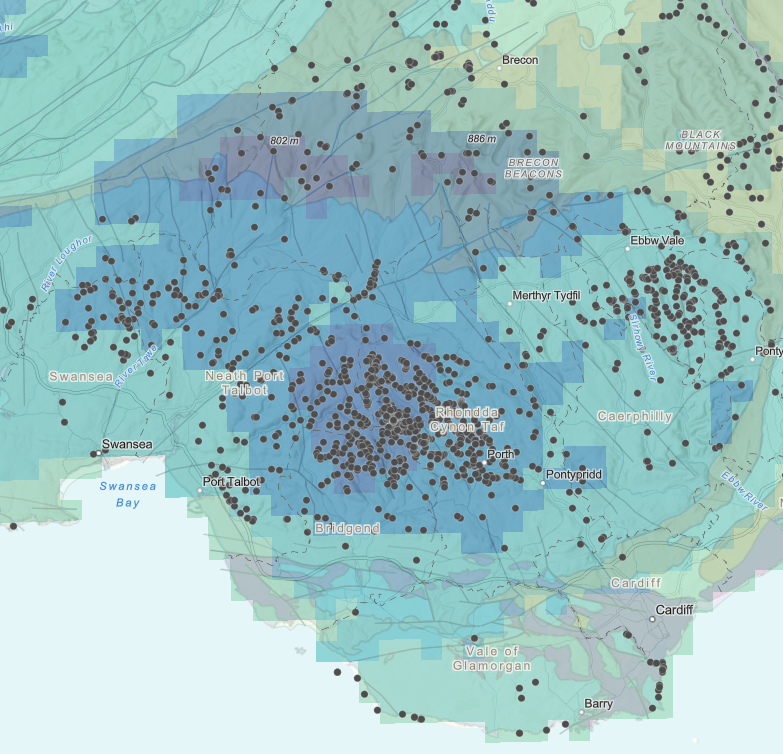 Brecon
802 m
886 m
BLACK
MOUNTAINS
BRECON
BEACONS
River Loughor
Ebbw Vale
Merthyr Tydfil
Sirhowy River
Swansea
River Tawe
Neath Port
Talbot
Rhondda
Cynon Taf
Caerphilly
Swansea
Porth
Port Talbot
Pontypridd
Swansea
Bay
Ebbw River
Bridgend
Cardiff
Cardiff
Vale of
Glamorgan
Barry